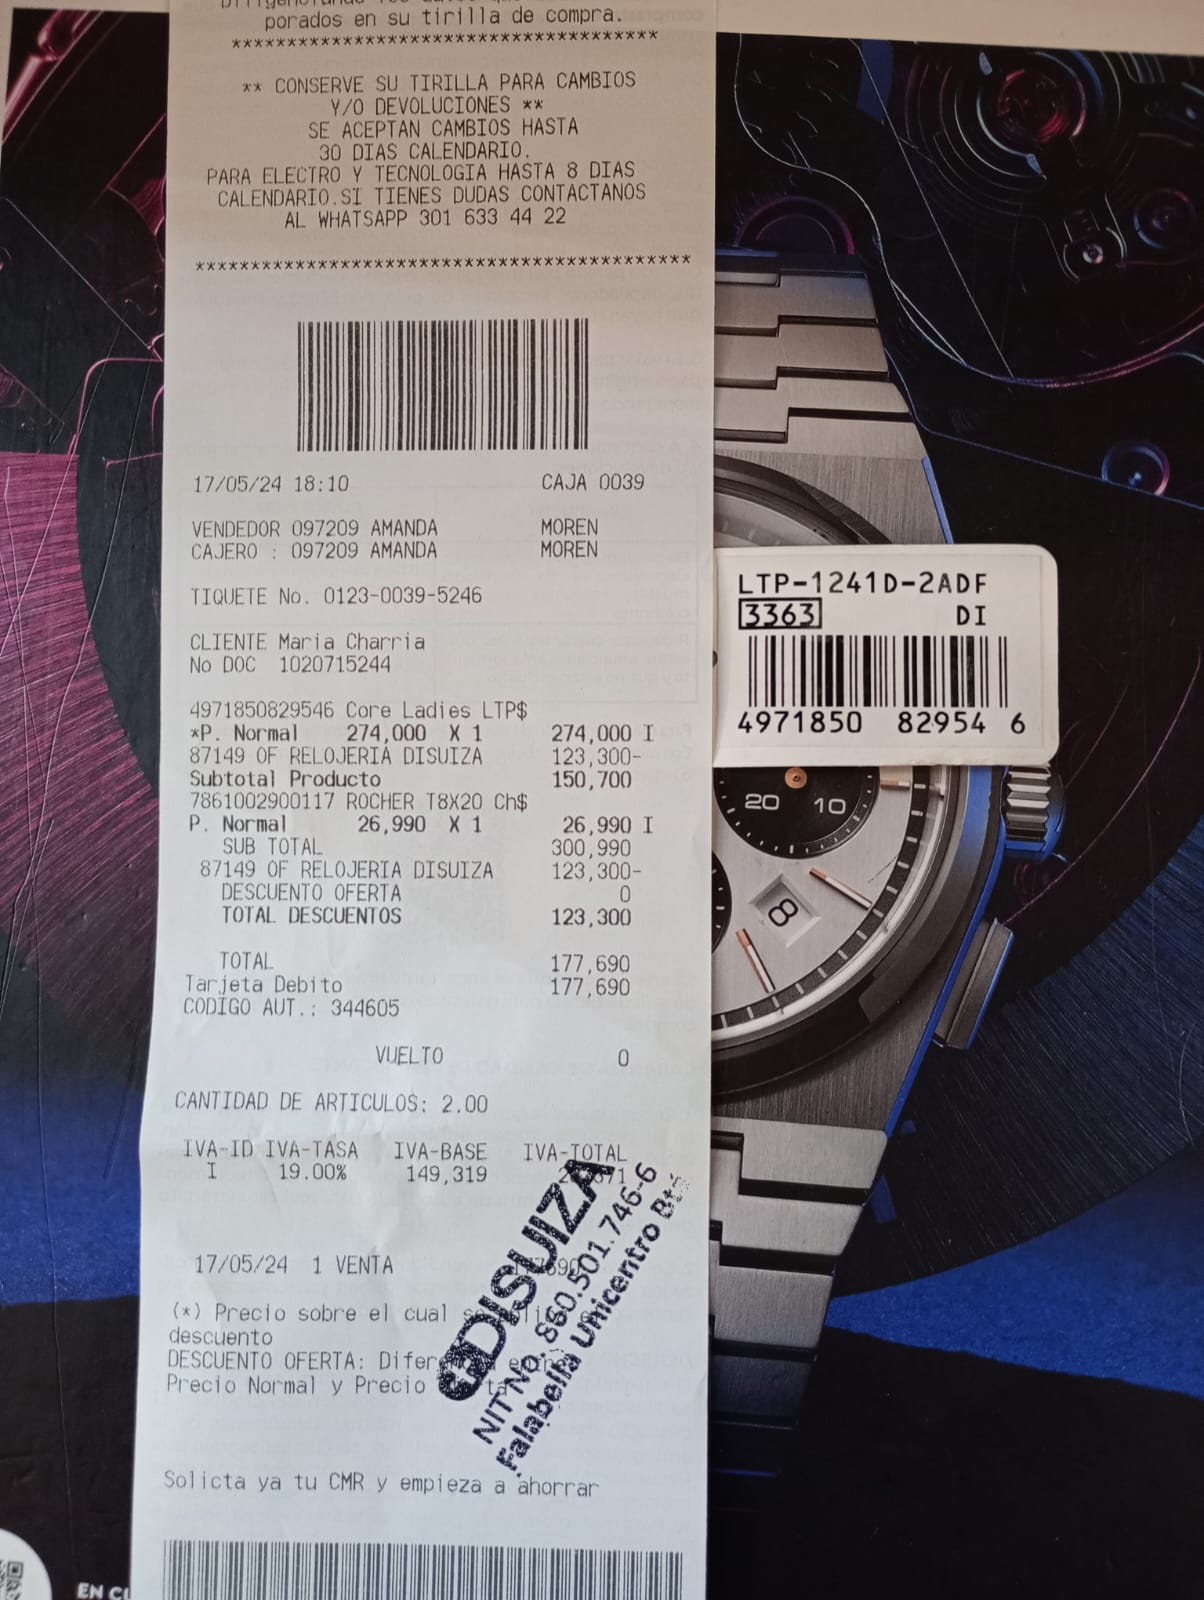 porados en su tirilla de compra.
***************************************
** CONSERVE SU TIRILLA PARA CAMBIOS
Y/O DEVOLUCIONES **
SE ACEPTAN CAMBIOS HASTA
30 DIAS CALENDARIO.
PARA ELECTRO Y TECNOLOGIA HASTA 8 DIAS
CALENDARIO.SI TIENES DUDAS CONTACTANOS
AL WHATSAPP 301 633 44 22
*********************************************
17/05/24 18:10 CAJA 0039
VENDEDOR 097209 AMANDA MOREN
CAJERO : 097209 AMANDA MOREN
TIQUETE No. 0123-0039-5246
CLIENTE Maria Charria
No DOC 1020715244
4971850829546 Core Ladies LTP$
*P. Normal 274,000 X 1 274,000 I
87149 OF RELOJERIA DISUIZA 123,300-
Subtotal Producto 150,700
7861002900117 ROCHER T8X20 Ch$
P. Normal 26,990 X 1 26,990 I
SUB TOTAL 300,990
87149 OF RELOJERIA DISUIZA 123,300-
DESCUENTO OFERTA 0
TOTAL DESCUENTOS 123,300
TOTAL 177,690
Tarjeta Debito 177,690
CODIGO AUT.: 344605
VUELTO 0
CANTIDAD DE ARTICULOS: 2.00
IVA-ID IVA-TASA IVA-BASE IVA-TOTAL
I 19.00% 149,319
17/05/24 1 VENTA
(*) Precio sobre el cual
descuento
DESCUENTO OFERTA:
Precio Normal y Precio
DISUIZA
NIT No. 860.501.746-6
Falabella Unicentro
Solicta ya tu CMR y empieza a ahorrar
LTP-1241D-2ADF
3363 DI
4971850 82954 6
20 10
8
EN